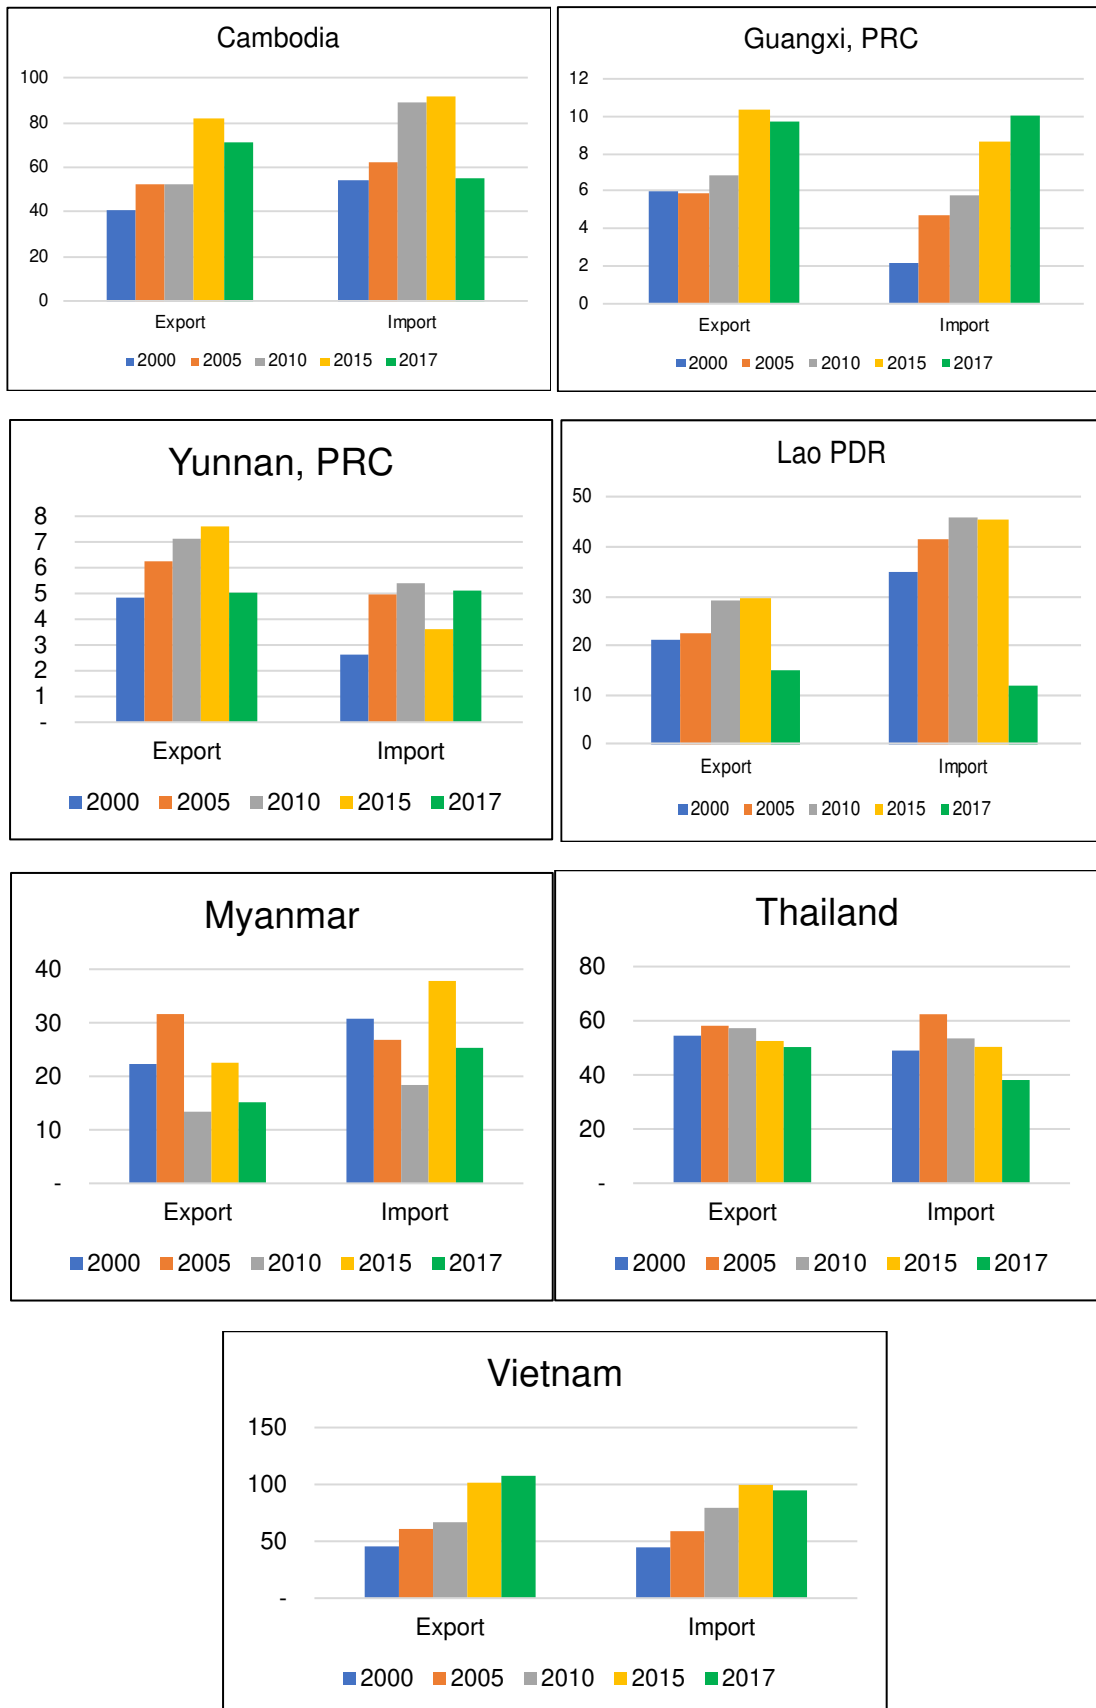 Cambodia
100
80
60
40
20
0
Export Import
2000 2005 2010 2015 2017
Guangxi, PRC
12
10
8
6
4
2
0
Export Import
2000 2005 2010 2015 2017
Yunnan, PRC
8
7
6
5
4
3
2
1
-
Export Import
2000 2005 2010 2015 2017
Lao PDR
50
40
30
20
10
0
Export Import
2000 2005 2010 2015 2017
Myanmar
40
30
20
10
-
Export Import
2000 2005 2010 2015 2017
Thailand
80
60
40
20
-
Export Import
2000 2005 2010 2015 2017
Vietnam
150
100
50
-
Export Import
2000 2005 2010 2015 2017